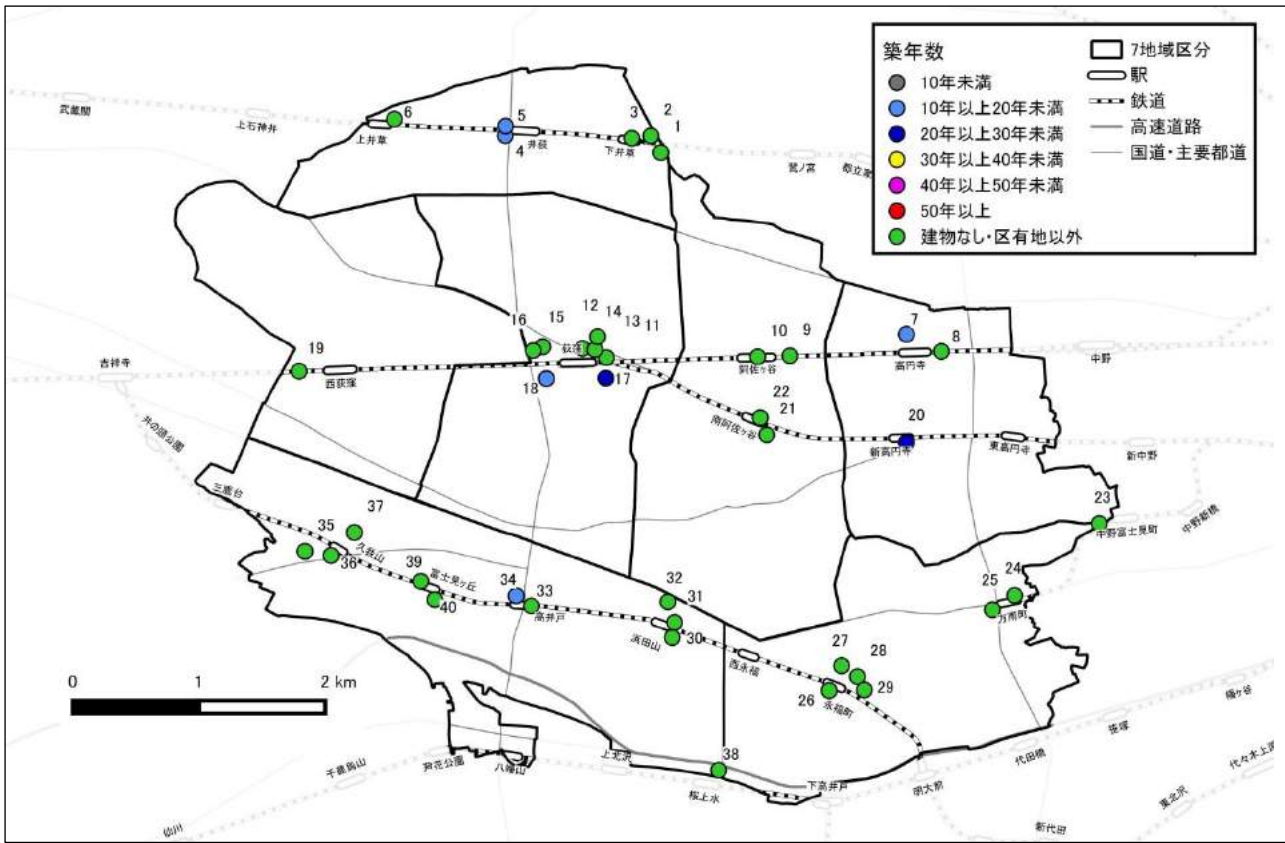 築年数
10年未満
10年以上20年未満
20年以上30年未満
30年以上40年未満
40年以上50年未満
50年以上
建物なし・区有地以外
7地域区分
駅
鉄道
高速道路
国道・主要都道
武蔵関
上石神井
上井草
6
5
4
井荻
3
2
1
下井草
鷺ノ宮
都立家
16
15
12
14
13
11
荻窪
18
17
10
9
阿佐ヶ谷
7
8
高円寺
中野
吉祥寺
19
西荻窪
井の頭公園
三鷹台
22
21
南阿佐ヶ谷
20
新高円寺
東高円寺
新中野
23
中野富士見町
中野新橋
37
35
36
久我山
39
40
富士見ヶ丘
34
33
高井戸
32
31
30
浜田山
西永福
25
24
方南町
27
28
29
26
永福町
0
1
2 km
38
千歳烏山
芦花公園
八幡山
上北沢
桜上水
下高井戸
明大前
代田橋
笹塚
幡ヶ谷
代々木上原
東北沢
新代田
仙川